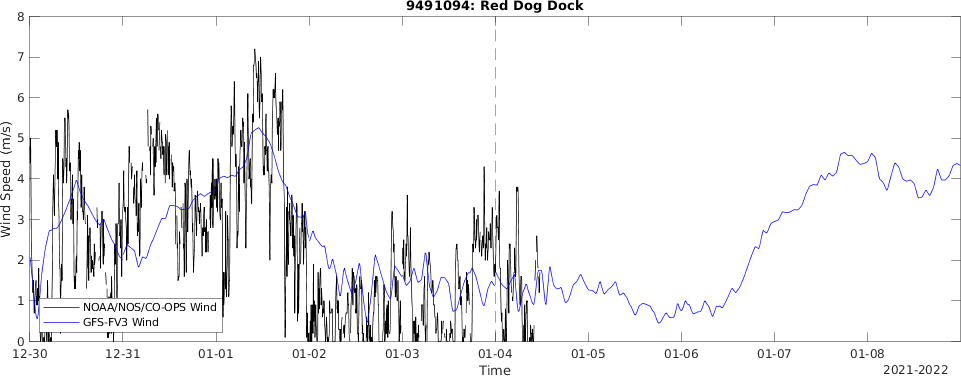 9491094: Red Dog Dock
8
7
6
5
4
3
2
1
0
Wind Speed (m/s)
NOAA/NOS/CO-OPS Wind
GFS-FV3 Wind
12-30 12-31 01-01 01-02 01-03 01-04 01-05 01-06 01-07 01-08
Time
2021-2022